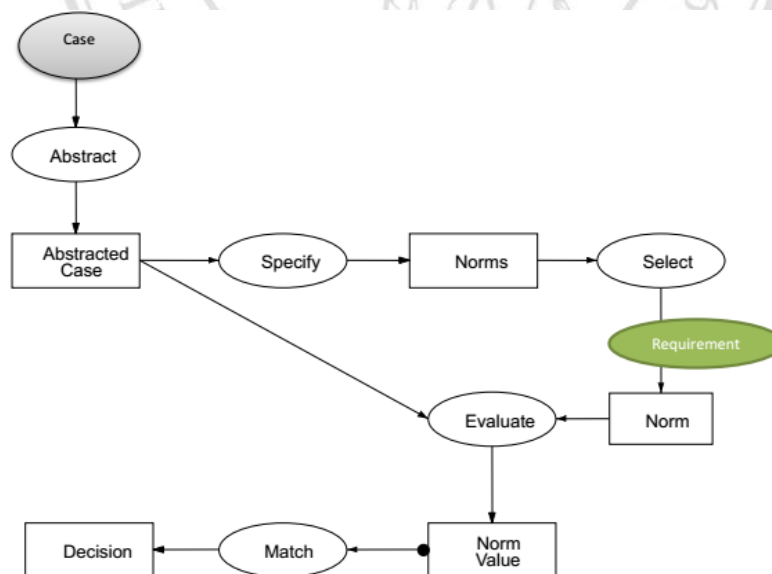 Case
Abstract
Abstracted
Case
Specify
Norms
Select
Requirement
Evaluate
Norm
Decision
Match
Norm
Value